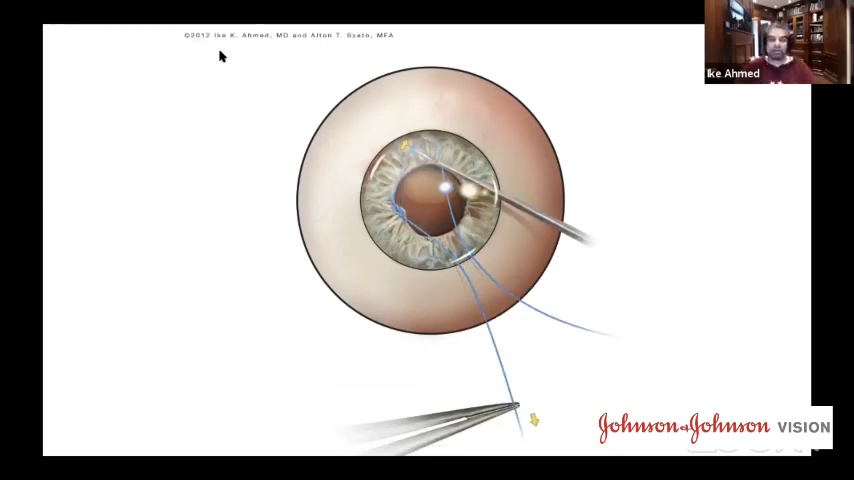 ©2012 Ike K. Ahmed, MD and Alton T. Szeto, MFA
Ike Ahmed
Johnson & Johnson VISION